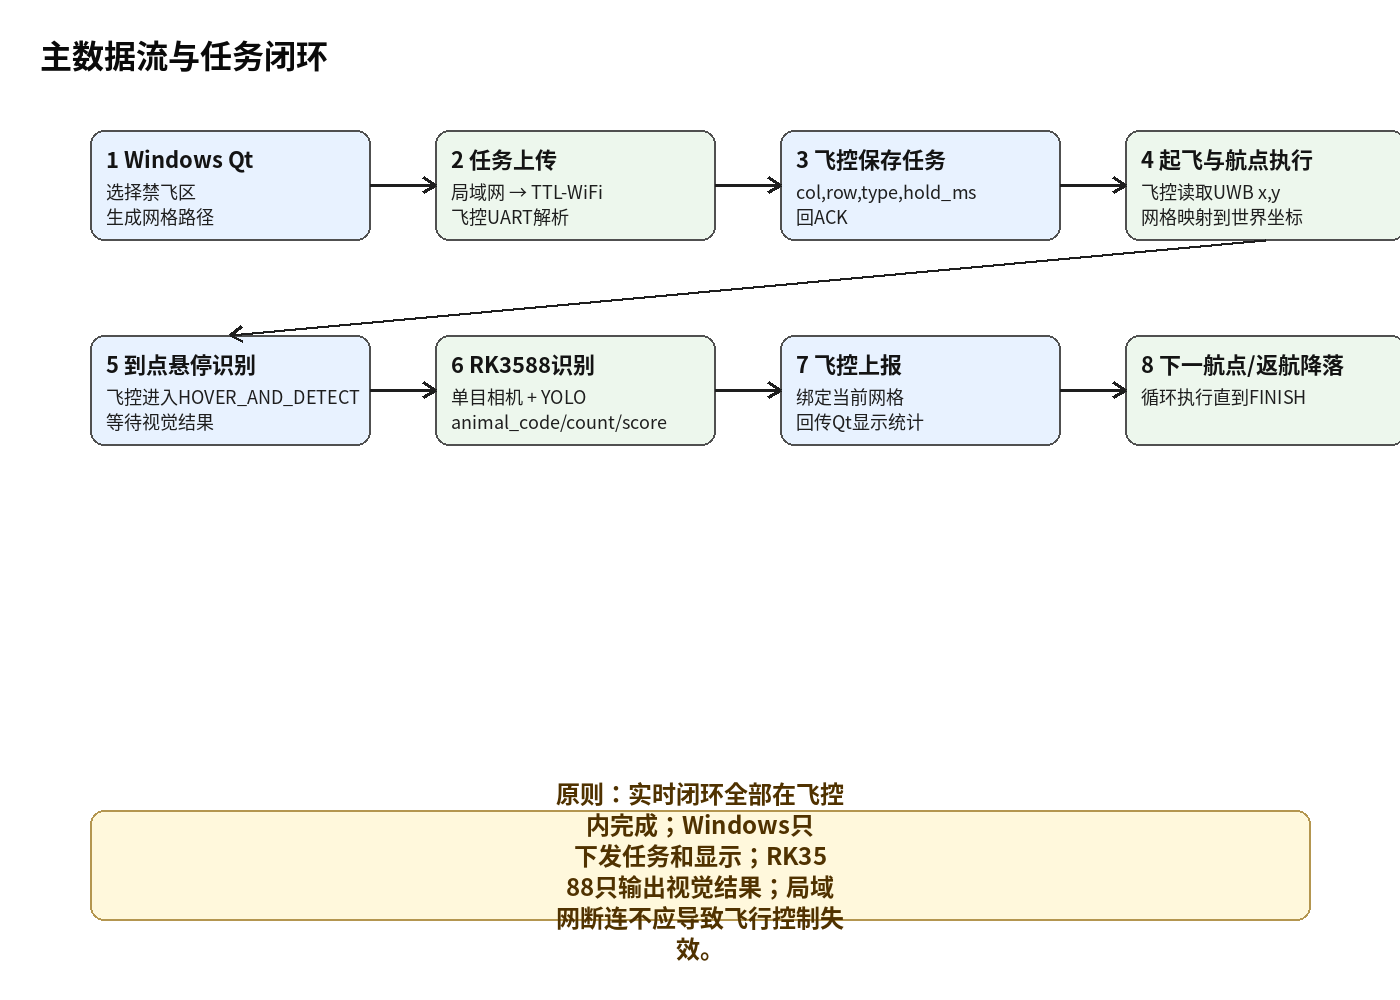 主数据流与任务闭环
1 Windows Qt
选择禁飞区
生成网格路径
2 任务上传
局域网 → TTL-WiFi
飞控UART解析
3 飞控保存任务
col,row,type,hold_ms
回ACK
4 起飞与航点执行
飞控读取UWB x,y
网格映射到世界坐标
5 到点悬停识别
飞控进入HOVER_AND_DETECT
等待视觉结果
6 RK3588识别
单目相机 + YOLO
animal_code/count/score
7 飞控上报
绑定当前网格
回传Qt显示统计
8 下一航点/返航降落
循环执行直到FINISH
原则：实时闭环全部在飞控
内完成；Windows只
下发任务和显示；RK35
88只输出视觉结果；局域
网断连不应导致飞行控制失
效。